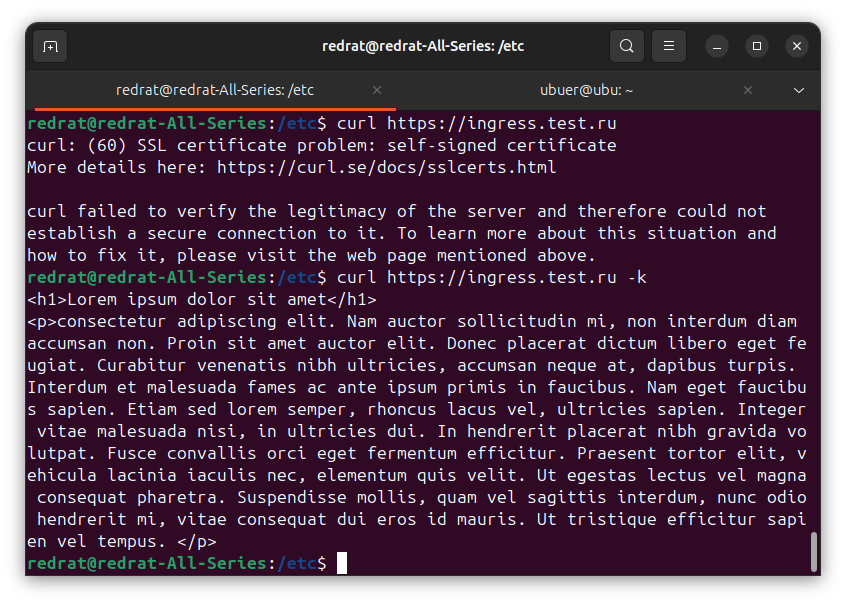 redrat@redrat-All-Series: /etc
redrat@redrat-All-Series: /etc
ubuer@ubu: ~
redrat@redrat-All-Series:/etc$ curl https://ingress.test.ru
curl: (60) SSL certificate problem: self-signed certificate
More details here: https://curl.se/docs/sslcerts.html
curl failed to verify the legitimacy of the server and therefore could not
establish a secure connection to it. To learn more about this situation and
how to fix it, please visit the web page mentioned above.
redrat@redrat-All-Series:/etc$ curl https://ingress.test.ru -k
<h1>Lorem ipsum dolor sit amet</h1>
<p>consectetur adipiscing elit. Nam auctor sollicitudin mi, non interdum diam
accumsan non. Proin sit amet auctor elit. Donec placerat dictum libero eget fe
ugiat. Curabitur venenatis nibh ultricies, accumsan neque at, dapibus turpis.
Interdum et malesuada fames ac ante ipsum primis in faucibus. Nam eget faucibu
s sapien. Etiam sed lorem semper, rhoncus lacus vel, ultricies sapien. Integer
 vitae malesuada nisi, in ultricies dui. In hendrerit placerat nibh gravida vo
lutpat. Fusce convallis orci eget fermentum efficitur. Praesent tortor elit, v
ehicula lacinia iaculis nec, elementum quis velit. Ut egestas lectus vel magna
 consequat pharetra. Suspendisse mollis, quam vel sagittis interdum, nunc odio
 hendrerit mi, vitae consequat dui eros id mauris. Ut tristique efficitur sapi
en vel tempus. </p>
redrat@redrat-All-Series:/etc$